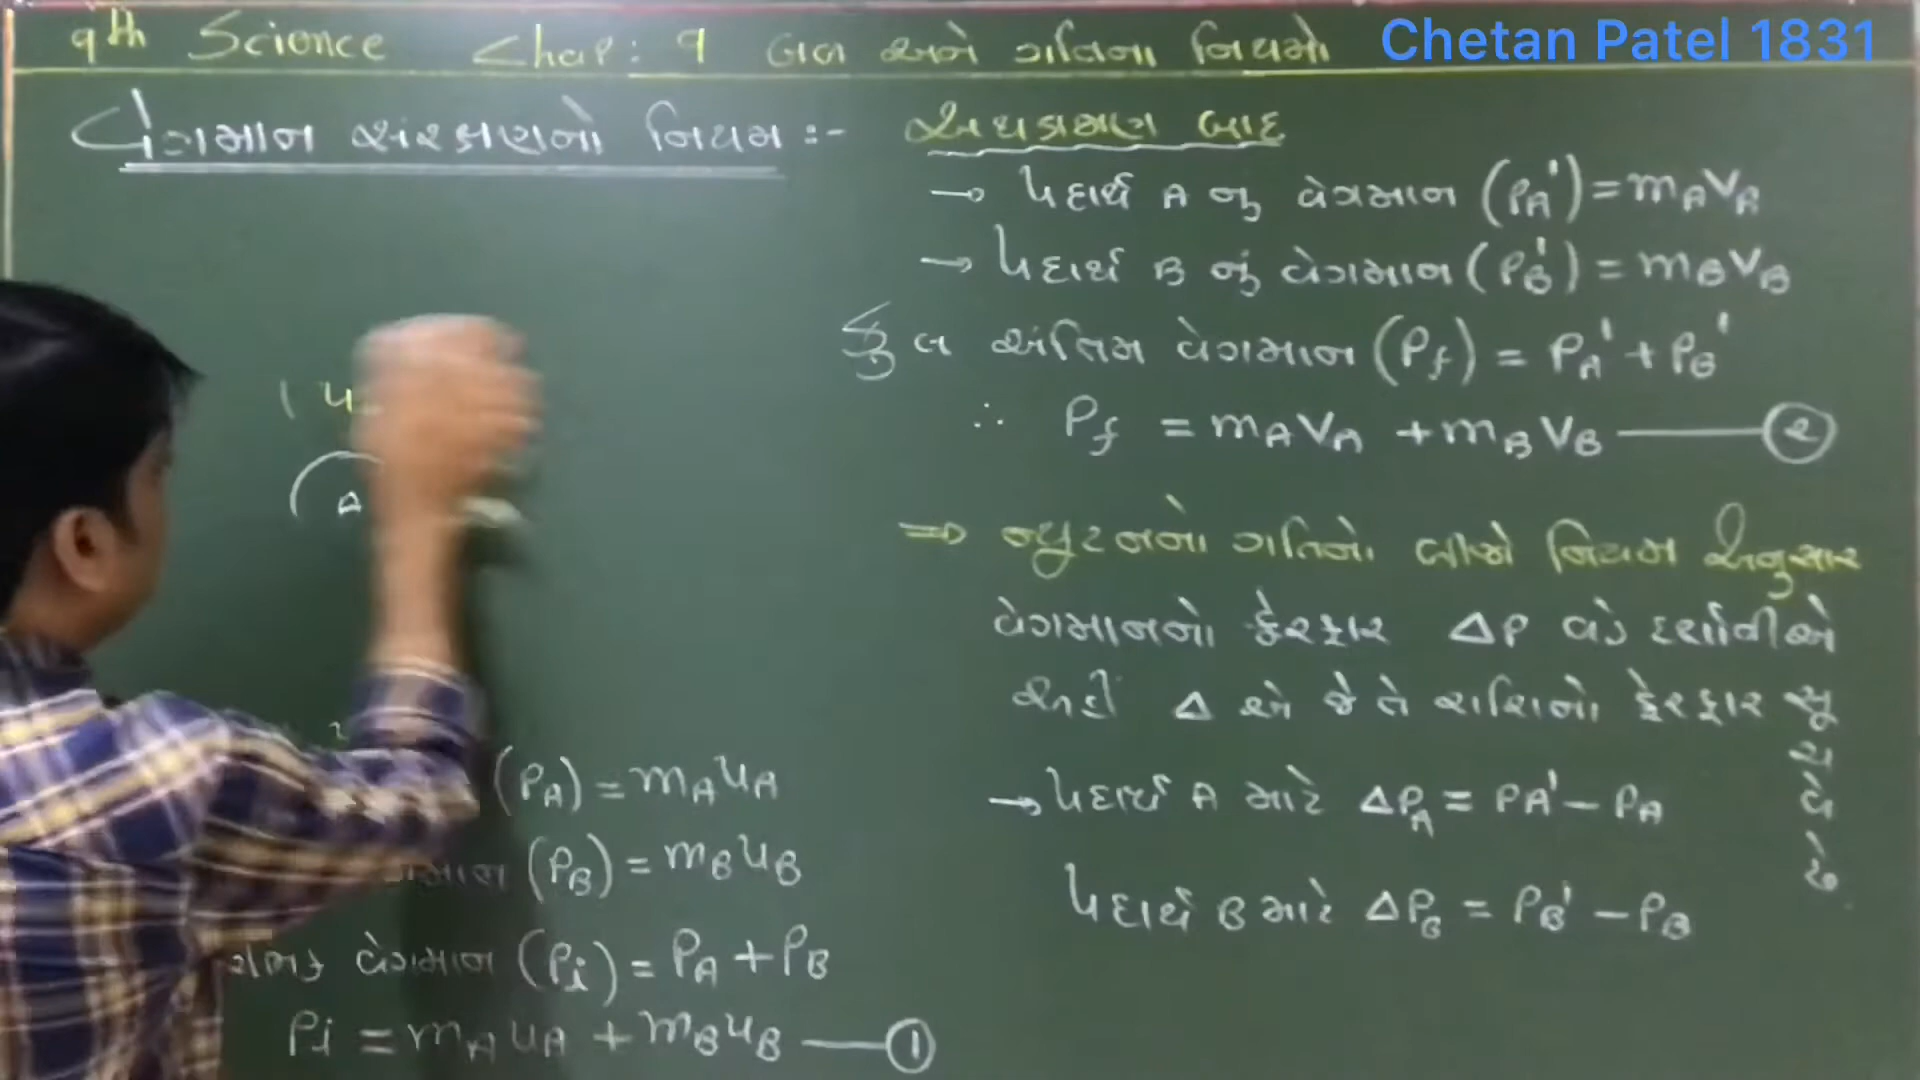 9th Science Chap: 9 બળ અને ગતિના નિયમો
Chetan Patel 1831
વેગમાન સંરક્ષણનો નિયમ :-
A
(PA) = mAuA
(PB) = mBuB
વેગમાન (Pi) = PA + PB
Pi = mAuA + mBuB —— ①
અથડામણ બાદ
→ પદાર્થ A નું વેગમાન (PA') = mAVA
→ પદાર્થ B નું વેગમાન (PB') = mBVB
કુલ અંતિમ વેગમાન (Pf) = PA' + PB'
∴ Pf = mAVA + mBVB —— ②
⇒ ન્યુટનનો ગતિનો બીજો નિયમ અનુસાર
વેગમાનનો ફેરફાર ΔP વડે દર્શાવીએ
અહીં Δ એ જે તે રાશિનો ફેરફાર સૂચવે છે.
→ પદાર્થ A માટે ΔPA = PA' - PA
પદાર્થ B માટે ΔPB = PB' - PB